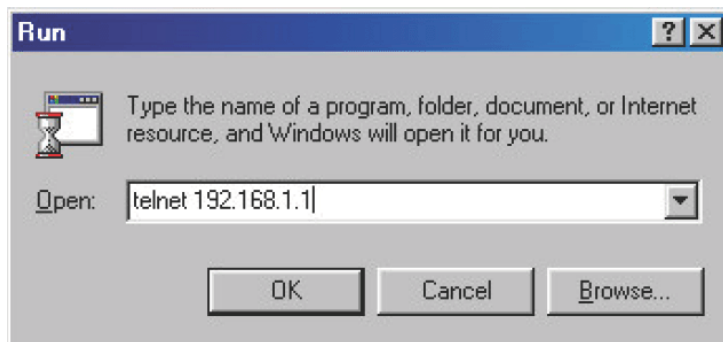 Run
Type the name of a program, folder, document, or Internet
resource, and Windows will open it for you.
Open: telnet 192.168.1.1
OK Cancel Browse...